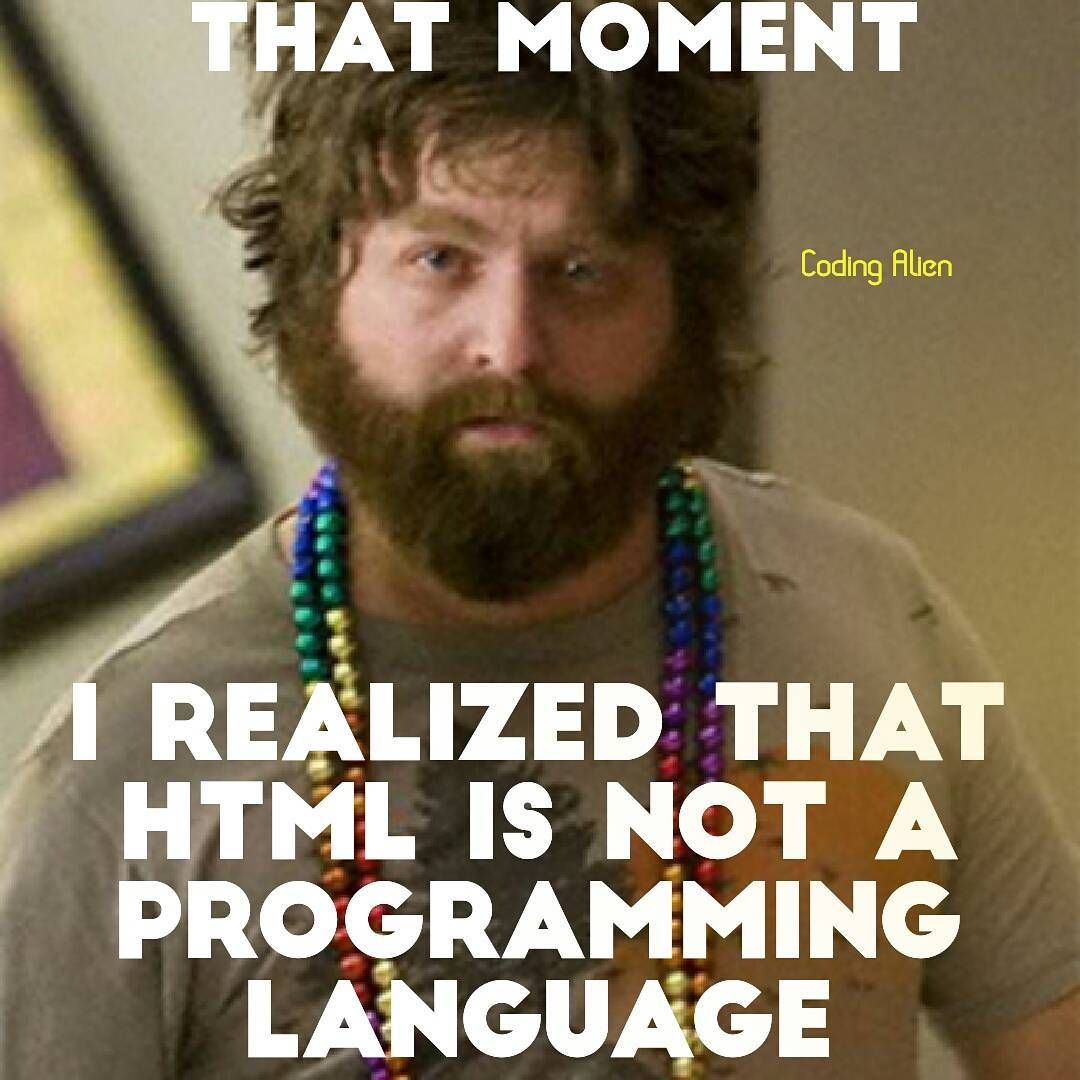 THAT MOMENT
Coding Alien
I REALIZED THAT
HTML IS NOT A
PROGRAMMING
LANGUAGE